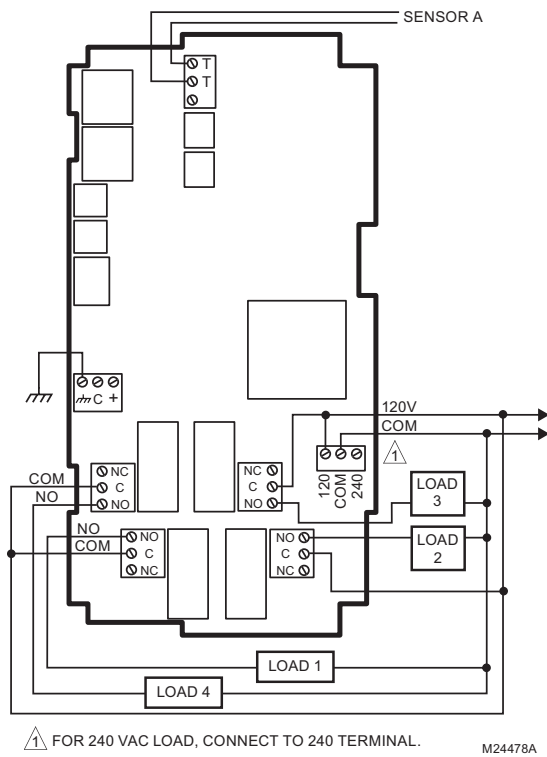 SENSOR A
T
T
C +
120V
COM
1
120
COM
240
NC
C
NO
NC
C
NO
COM
NO
NO
COM
NO
C
NC
NO
C
NC
LOAD
3
LOAD
2
LOAD 1
LOAD 4
1 FOR 240 VAC LOAD, CONNECT TO 240 TERMINAL.
M24478A